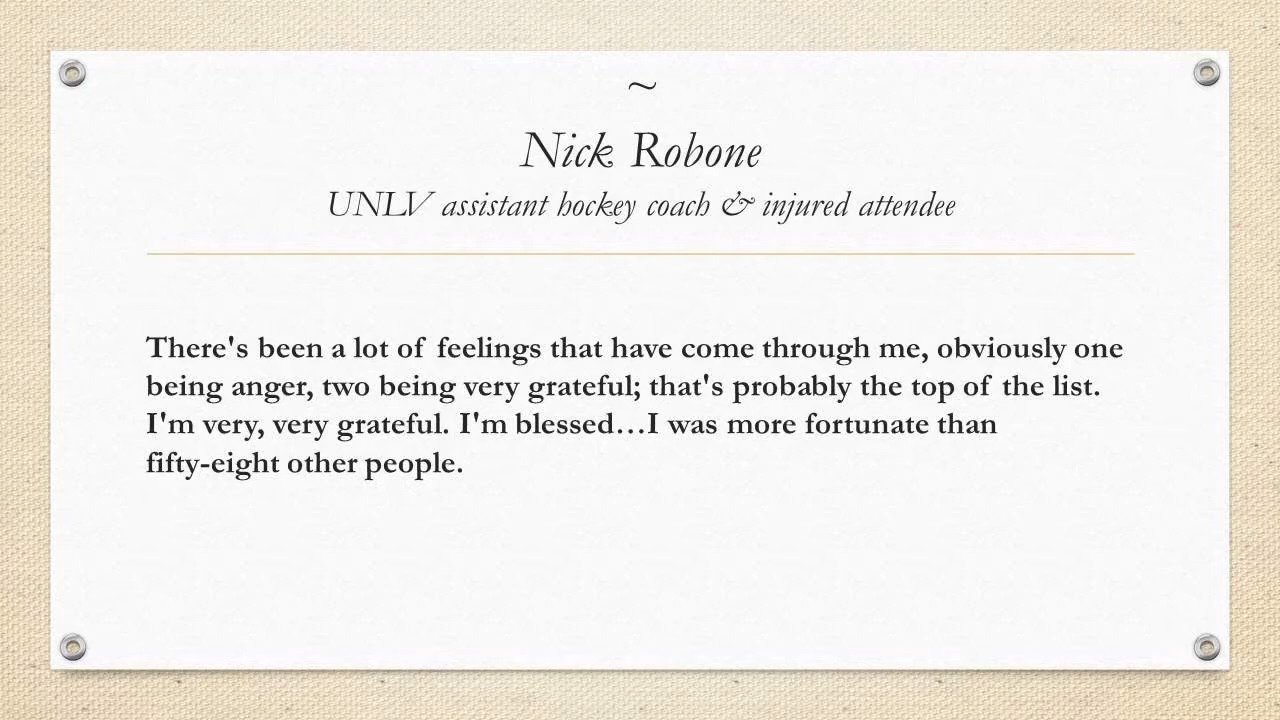 ~
Nick Robone
UNLV assistant hockey coach & injured attendee
There's been a lot of feelings that have come through me, obviously one
being anger, two being very grateful; that's probably the top of the list.
I'm very, very grateful. I'm blessed…I was more fortunate than
fifty-eight other people.